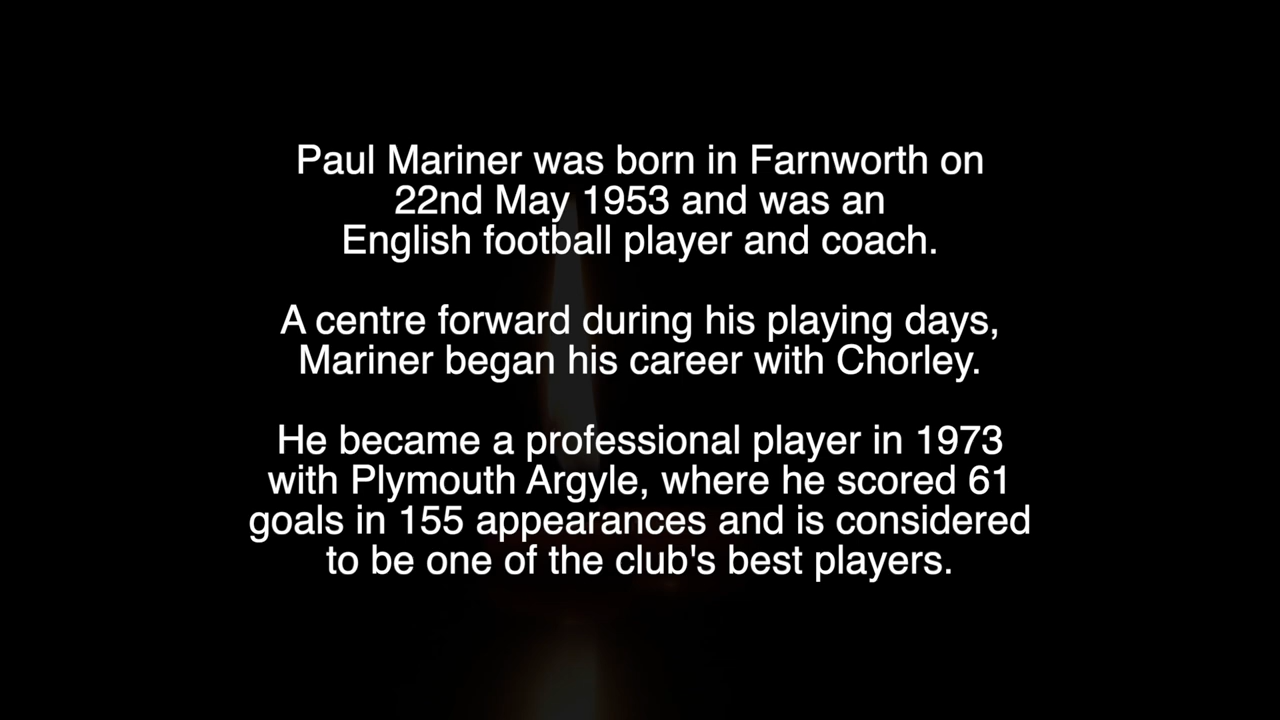 Paul Mariner was born in Farnworth on
22nd May 1953 and was an
English football player and coach.
A centre forward during his playing days,
Mariner began his career with Chorley.
He became a professional player in 1973
with Plymouth Argyle, where he scored 61
goals in 155 appearances and is considered
to be one of the club's best players.